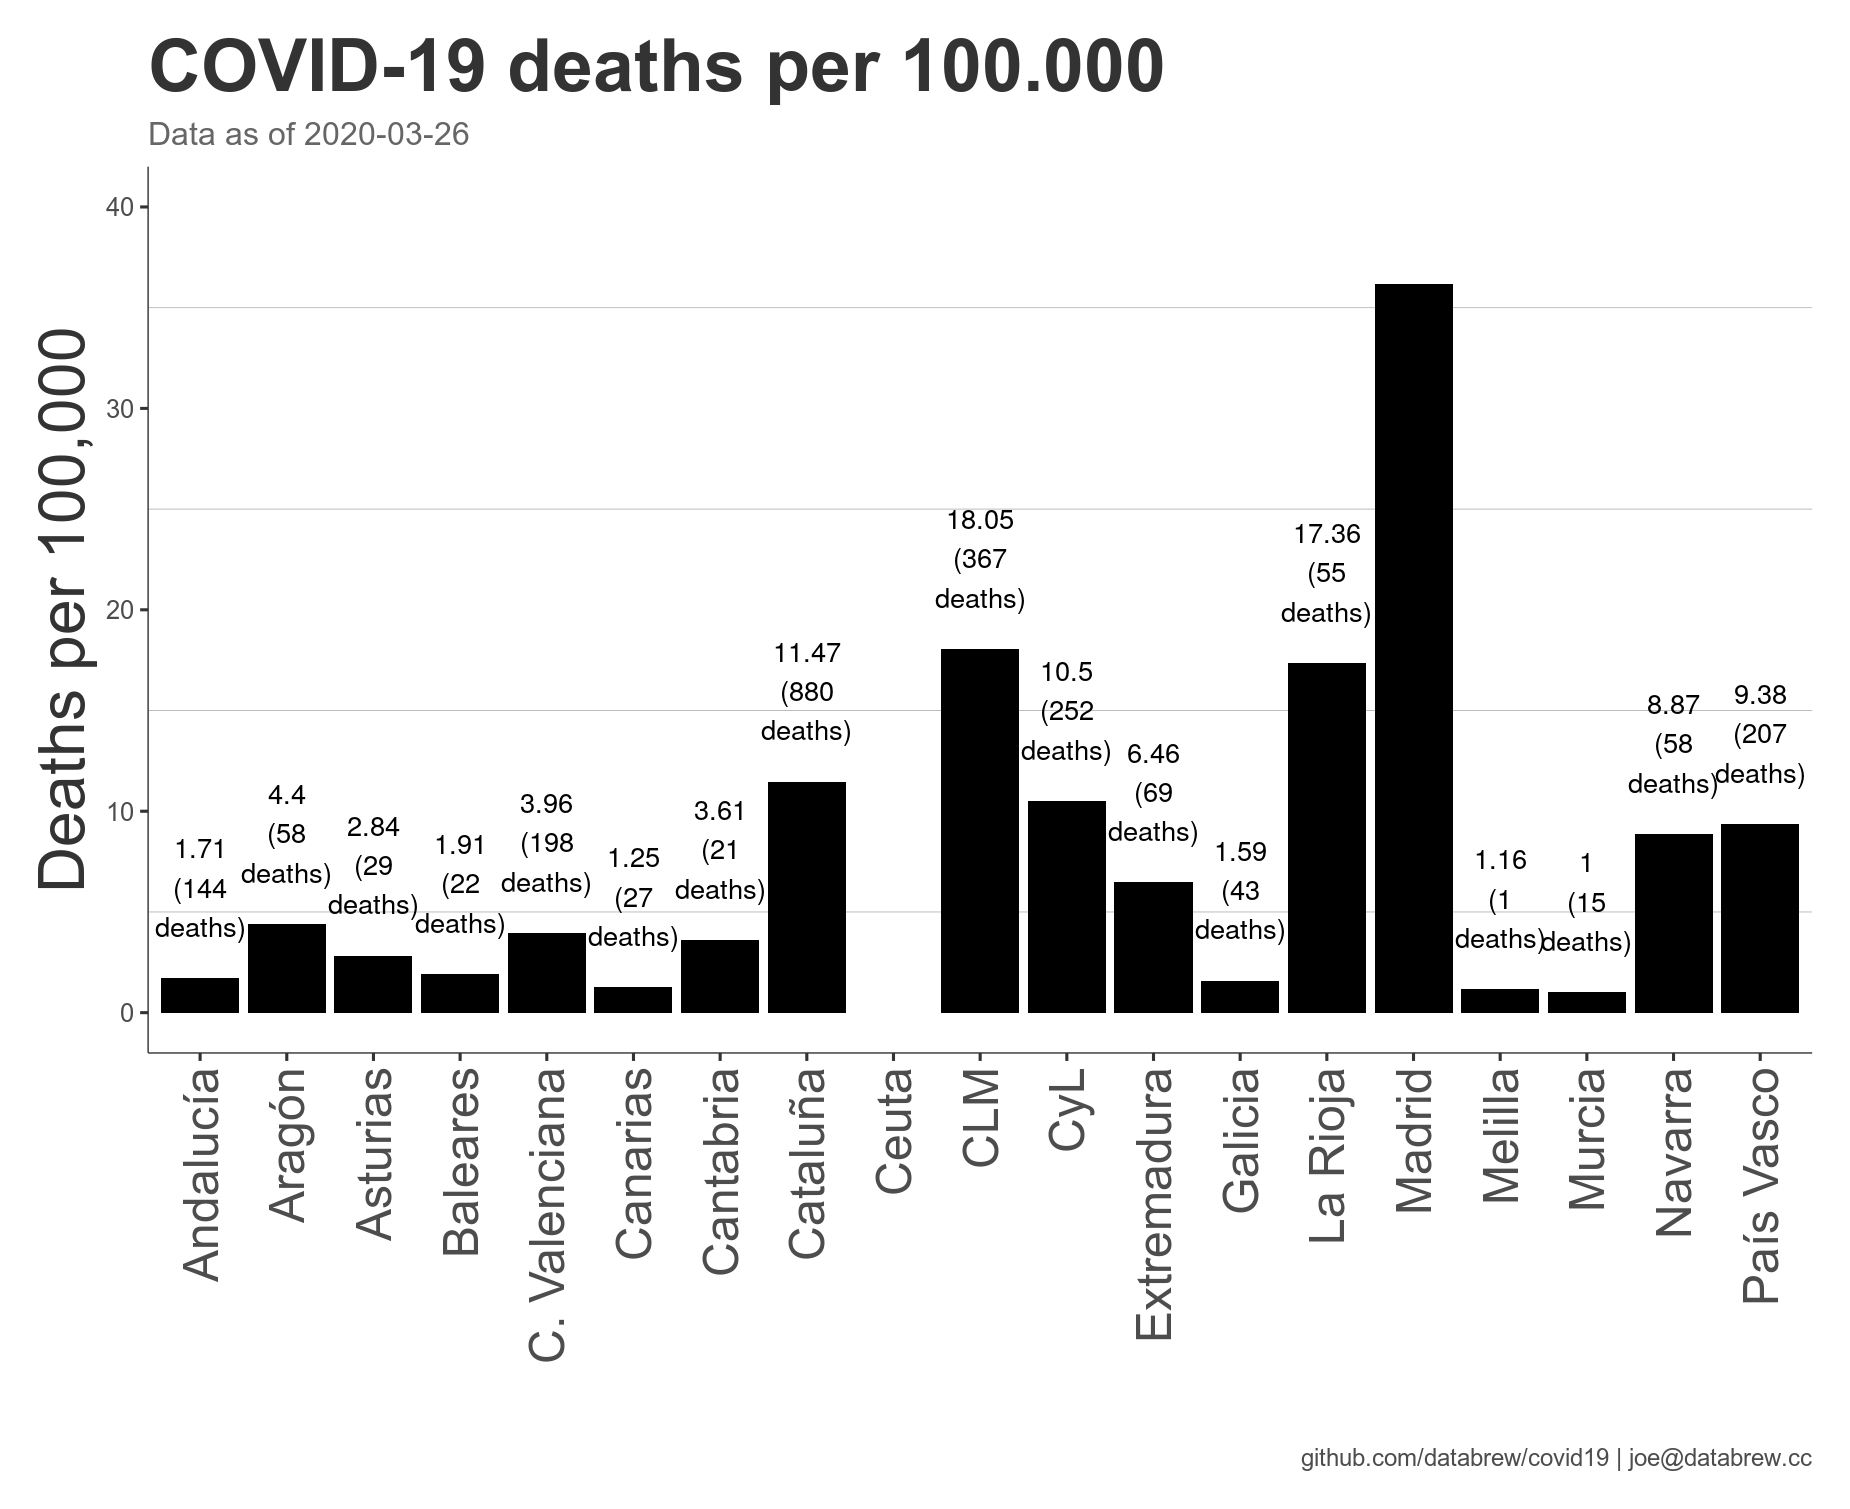 COVID-19 deaths per 100.000
Data as of 2020-03-26
Deaths per 100,000
40
30
20
10
0
1.71
(144
deaths)
4.4
(58
deaths)
2.84
(29
deaths)
1.91
(22
deaths)
3.96
(198
deaths)
1.25
(27
deaths)
3.61
(21
deaths)
11.47
(880
deaths)
18.05
(367
deaths)
10.5
(252
deaths)
6.46
(69
deaths)
1.59
(43
deaths)
17.36
(55
deaths)
1.16
(1
deaths)
1
(15
deaths)
8.87
(58
deaths)
9.38
(207
deaths)
Andalucía
Aragón
Asturias
Baleares
C. Valenciana
Canarias
Cantabria
Cataluña
Ceuta
CLM
CyL
Extremadura
Galicia
La Rioja
Madrid
Melilla
Murcia
Navarra
País Vasco
github.com/databrew/covid19 | joe@databrew.cc